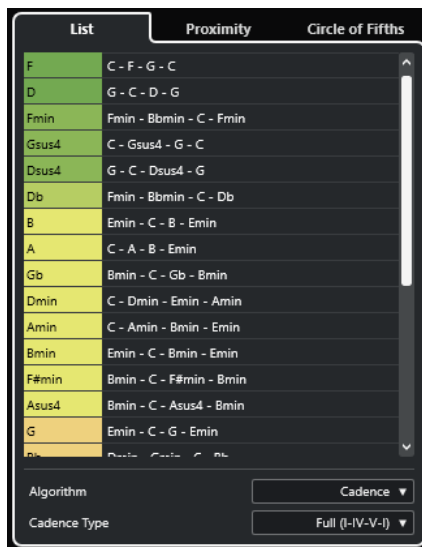 List Proximity Circle of Fifths
F C - F - G - C
D G - C - D - G
Fmin Fmin - Bbmin - C - Fmin
Gsus4 C - Gsus4 - G - C
Dsus4 G - C - Dsus4 - G
Db Fmin - Bbmin - C - Db
B Emin - C - B - Emin
A C - A - B - Emin
Gb Bmin - C - Gb - Bmin
Dmin C - Dmin - Emin - Amin
Amin C - Amin - Bmin - Emin
Bmin Emin - C - Bmin - Emin
F#min Bmin - C - F#min - Bmin
Asus4 Bmin - C - Asus4 - Bmin
G Emin - C - G - Emin
Algorithm Cadence
Cadence Type Full (I-IV-V-I)